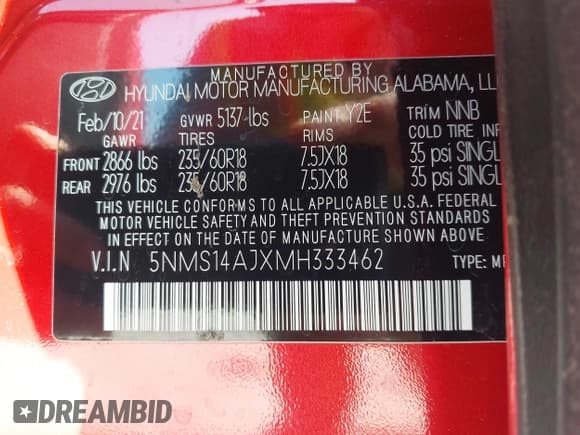 MANUFACTURED BY
HYUNDAI MOTOR MANUFACTURING ALABAMA, LL
Feb/10/21 GVWR 5137 lbs PAINT Y2E TRIM NNB
GAWR TIRES RIMS COLD TIRE IN
FRONT 2866 lbs 235/60R18 7.5JX18 35 psi SINGL
REAR 2976 lbs 235/60R18 7.5JX18 35 psi SINGL
THIS VEHICLE CONFORMS TO ALL APPLICABLE U.S.A. FEDERAL
MOTOR VEHICLE SAFETY AND THEFT PREVENTION STANDARDS
IN EFFECT ON THE DATE OF MANUFACTURE SHOWN ABOVE.
V.I.N 5NMS14AJXMH333462 TYPE: MP
DREAMBID